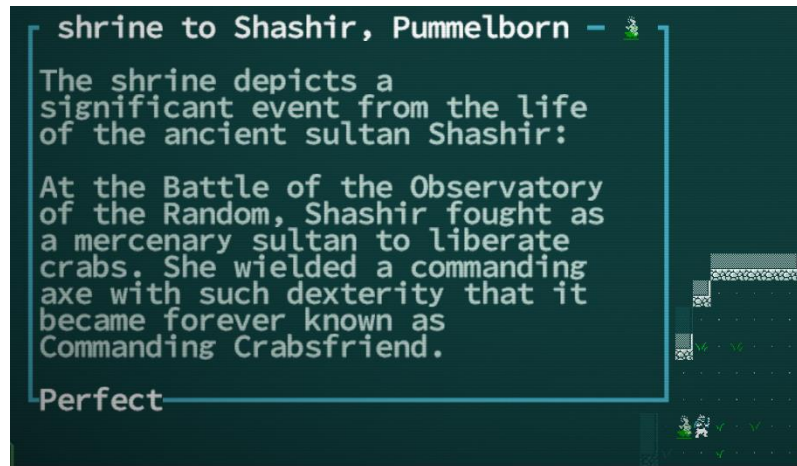 shrine to Shashir, Pummelborn –
The shrine depicts a
significant event from the life
of the ancient sultan Shashir:
At the Battle of the Observatory
of the Random, Shashir fought as
a mercenary sultan to liberate
crabs. She wielded a commanding
axe with such dexterity that it
became forever known as
Commanding Crabsfriend.
Perfect